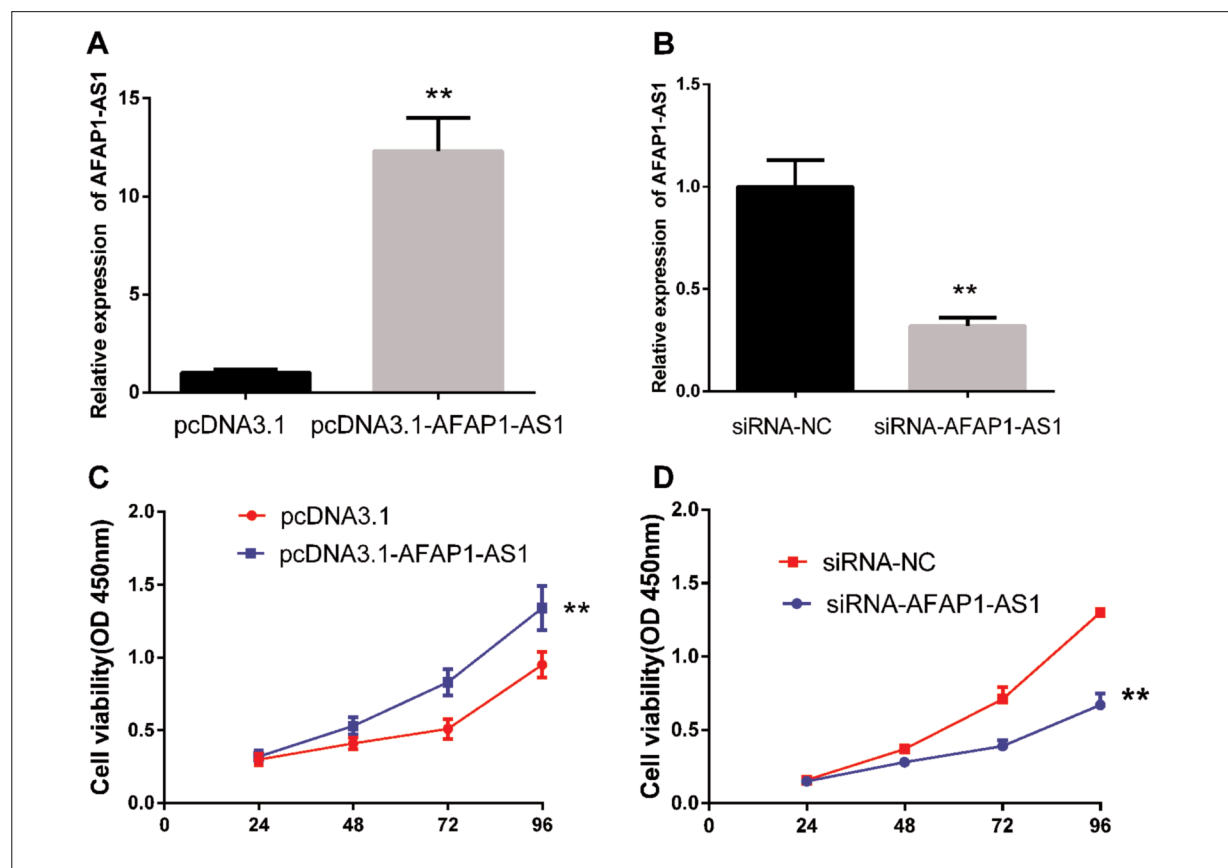 A
Relative expression of AFAP1-AS1
15
10
5
0
**
pcDNA3.1
pcDNA3.1-AFAP1-AS1
B
Relative expression of AFAP1-AS1
1.5
1.0
0.5
0.0
**
siRNA-NC
siRNA-AFAP1-AS1
C
Cell viability(OD 450nm)
2.0
1.5
1.0
0.5
0.0
pcDNA3.1
pcDNA3.1-AFAP1-AS1
**
0
24
48
72
96
D
Cell viability(OD 450nm)
2.0
1.5
1.0
0.5
0.0
siRNA-NC
siRNA-AFAP1-AS1
**
0
24
48
72
96